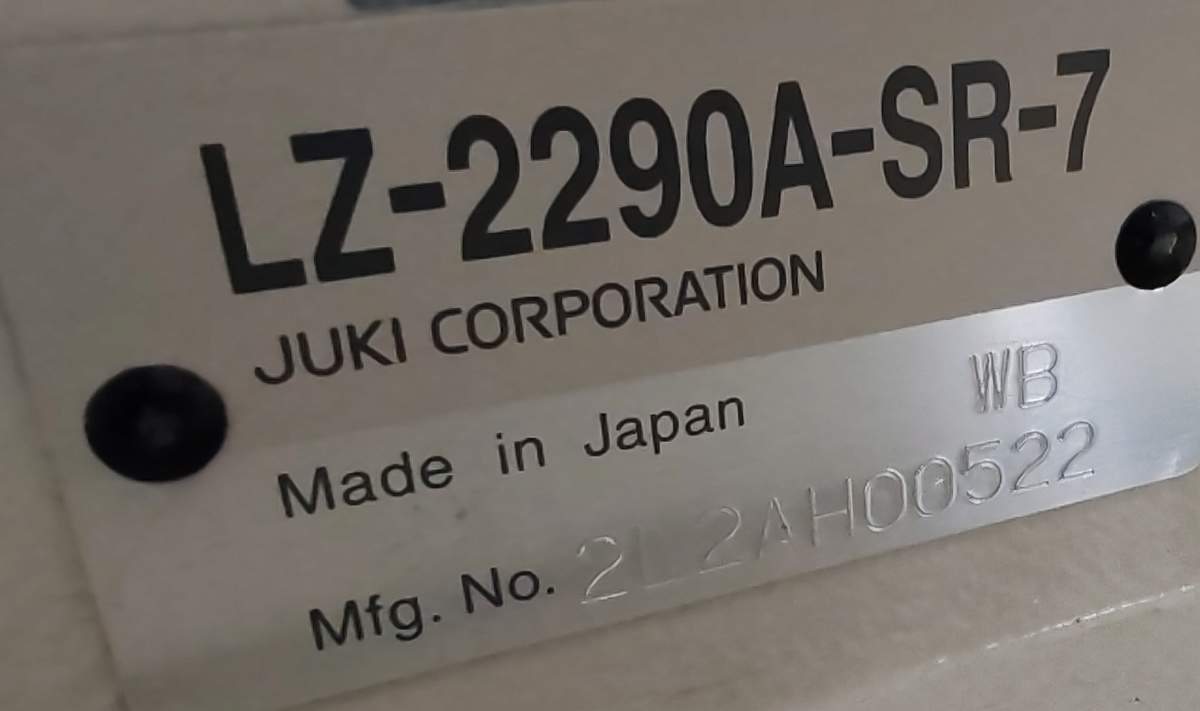 LZ-2290A-SR-7
JUKI CORPORATION
Made in Japan WB
Mfg. No. 2L2AH00522